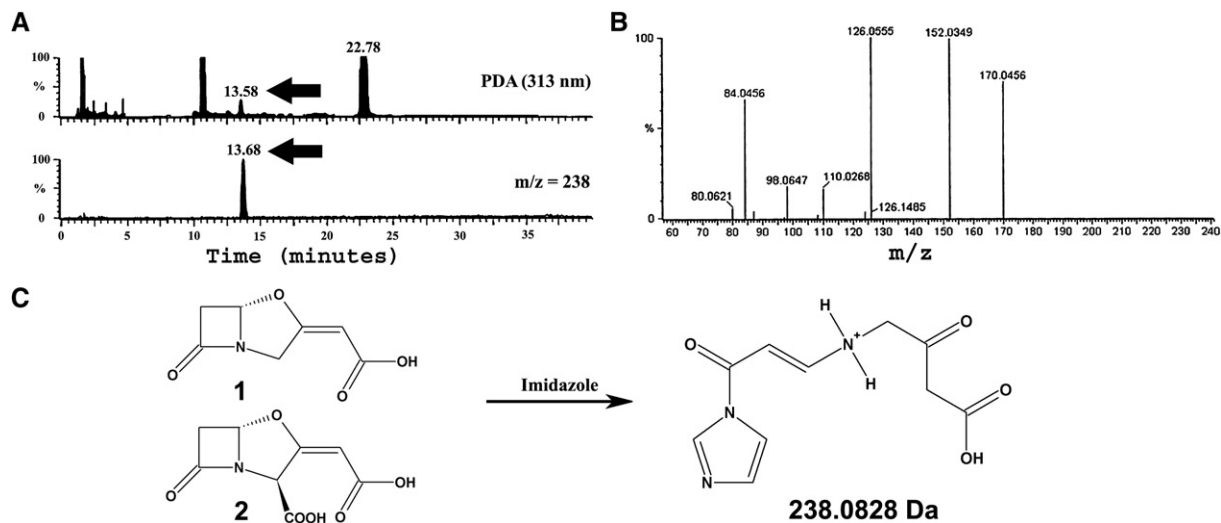 A
100
%
0
13.58
22.78
PDA (313 nm)
100
%
0
13.68
m/z = 238
0 5 10 15 20 25 30 35
Time (minutes)
B
100
%
0
80.0621
84.0456
98.0647
110.0268
126.0555
126.1485
152.0349
170.0456
60 70 80 90 100 110 120 130 140 150 160 170 180 190 200 210 220 230 240
m/z
C
O
N
O
O
OH
1
O
N
O
COOH
O
OH
2
Imidazole
O
H
N
+
H
O
O
OH
N
N
238.0828 Da